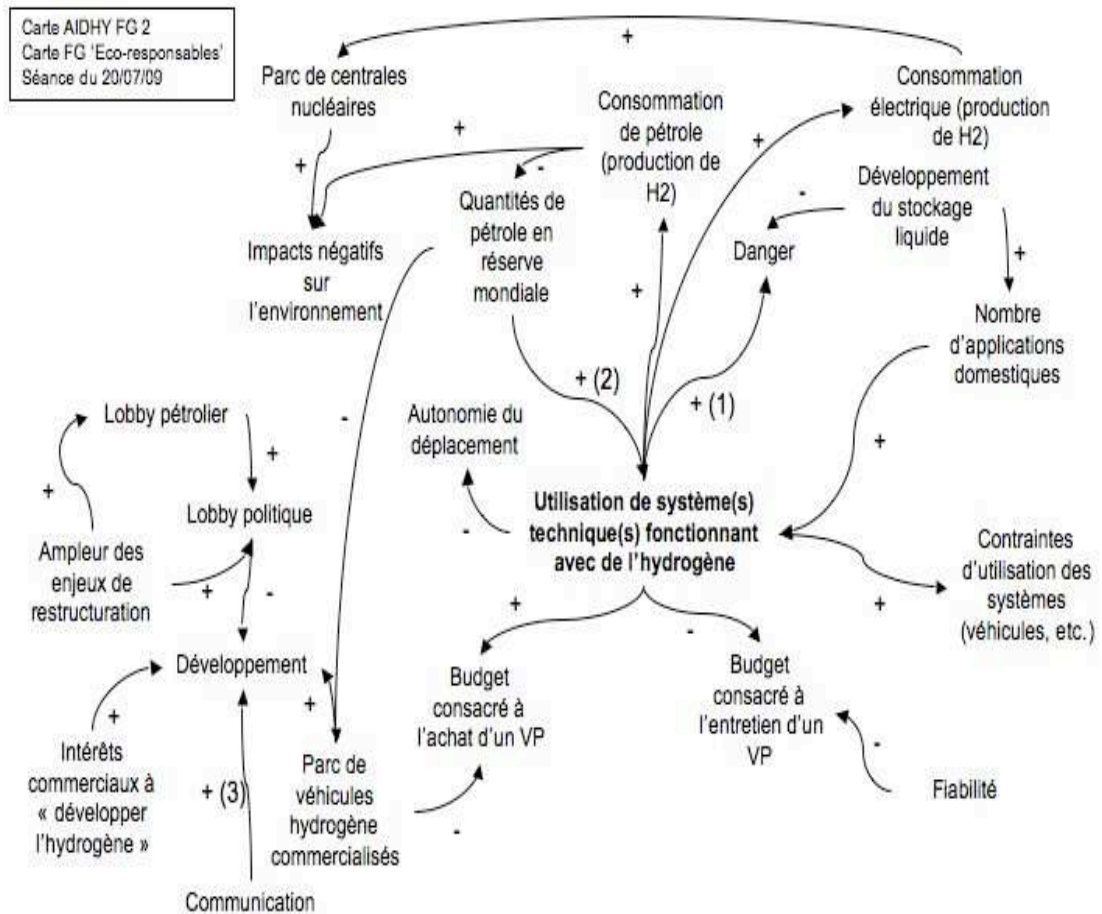 Carte AIDHY FG 2
Carte FG 'Eco-responsables'
Séance du 20/07/09
+
Parc de centrales
nucléaires
Consommation
de pétrole
(production de
H2)
Consommation
électrique (production
de H2)
+
+
+
-
Quantités de
pétrole en
réserve
mondiale
Développement
du stockage
liquide
-
Danger
+
Impacts négatifs
sur
l'environnement
+
Nombre
d'applications
domestiques
+ (2)
+ (1)
Lobby pétrolier
-
Autonomie du
déplacement
+
+
+
Lobby politique
Utilisation de système(s)
technique(s) fonctionnant
avec de l'hydrogène
-
Ampleur des
enjeux de
restructuration
+
-
Contraintes
d'utilisation des
systèmes
(véhicules, etc.)
+
+
-
Développement
Budget
consacré à
l'achat d'un VP
Budget
consacré à
l'entretien d'un
VP
+
+
Intérêts
commerciaux à
« développer
l'hydrogène »
+ (3)
Parc de
véhicules
hydrogène
commercialisés
-
-
Fiabilité
Communication